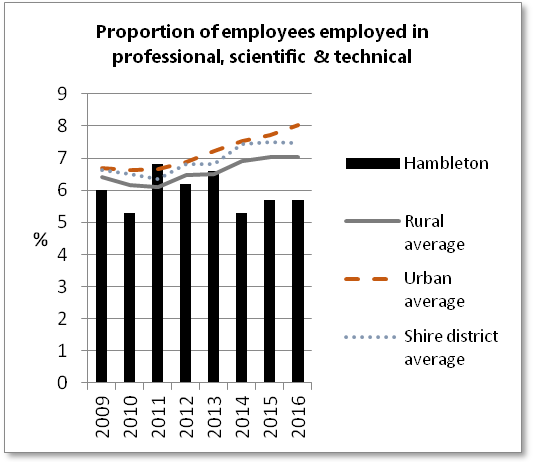 Proportion of employees employed in
professional, scientific & technical
9
8
7
6
5
4
3
2
1
0
%
2009
2010
2011
2012
2013
2014
2015
2016
Hambleton
Rural
average
Urban
average
Shire district
average